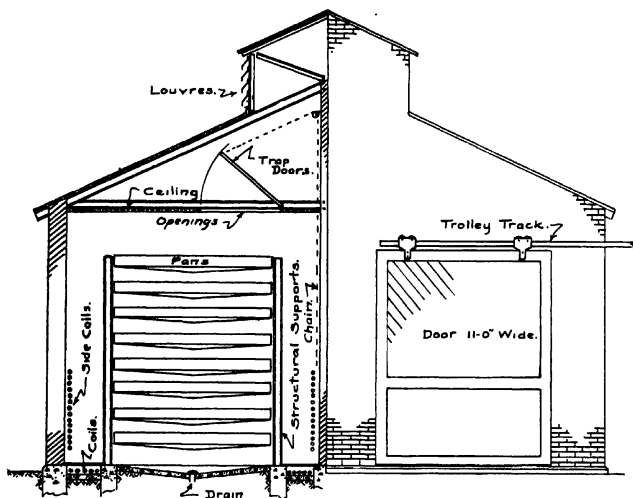 Louvres.
Trap
Doors.
Ceiling
Openings
Trolley Track.
Pans
Side Coils.
Structural Supports.
Chain.
Door 11-0" Wide.
Coils.
Drain